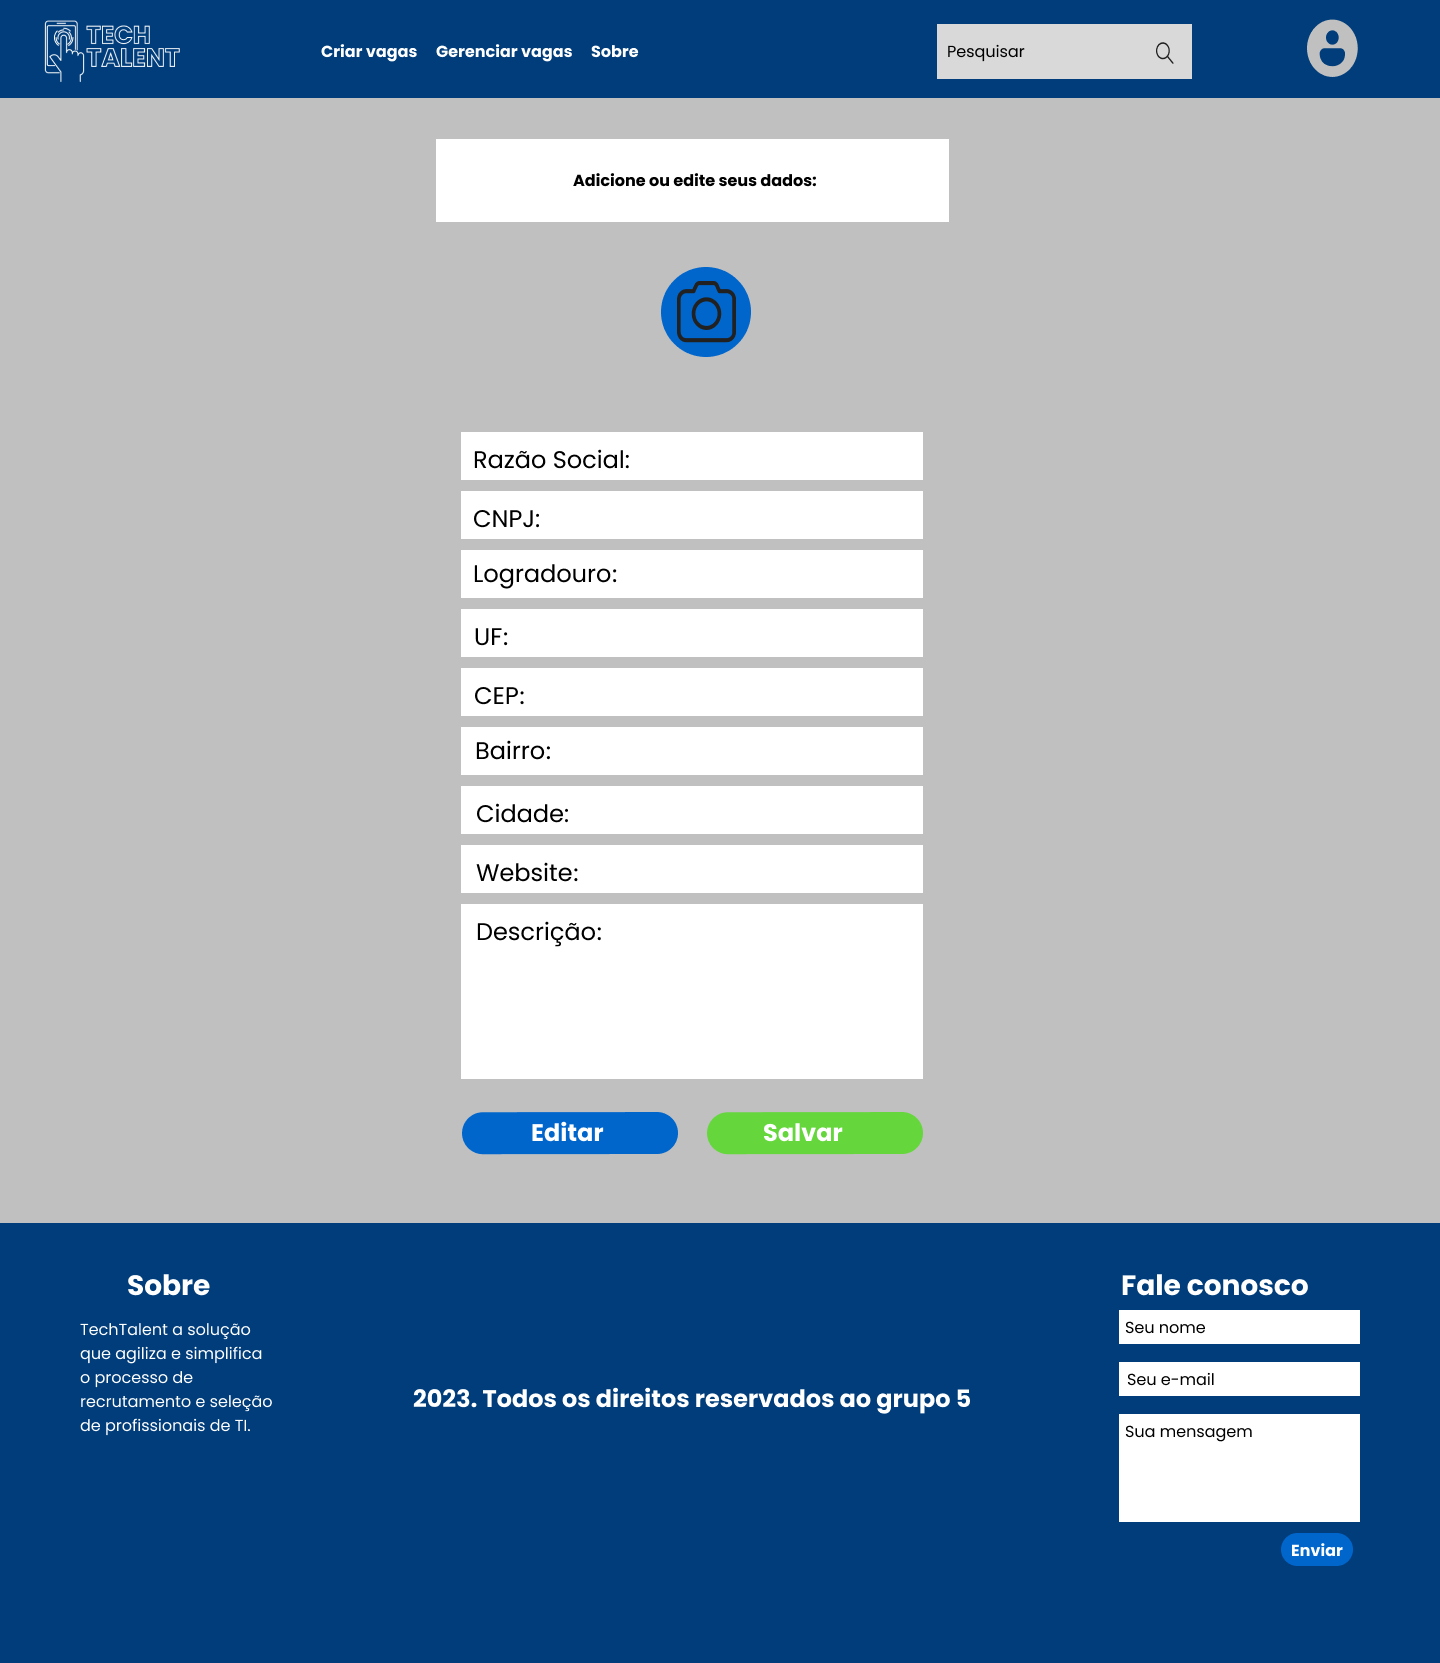 TECH
TALENT
Criar vagas Gerenciar vagas Sobre
Pesquisar
Adicione ou edite seus dados:
Razão Social:
CNPJ:
Logradouro:
UF:
CEP:
Bairro:
Cidade:
Website:
Descrição:
Editar
Salvar
Sobre
TechTalent a solução
que agiliza e simplifica
o processo de
recrutamento e seleção
de profissionais de TI.
2023. Todos os direitos reservados ao grupo 5
Fale conosco
Seu nome
Seu e-mail
Sua mensagem
Enviar